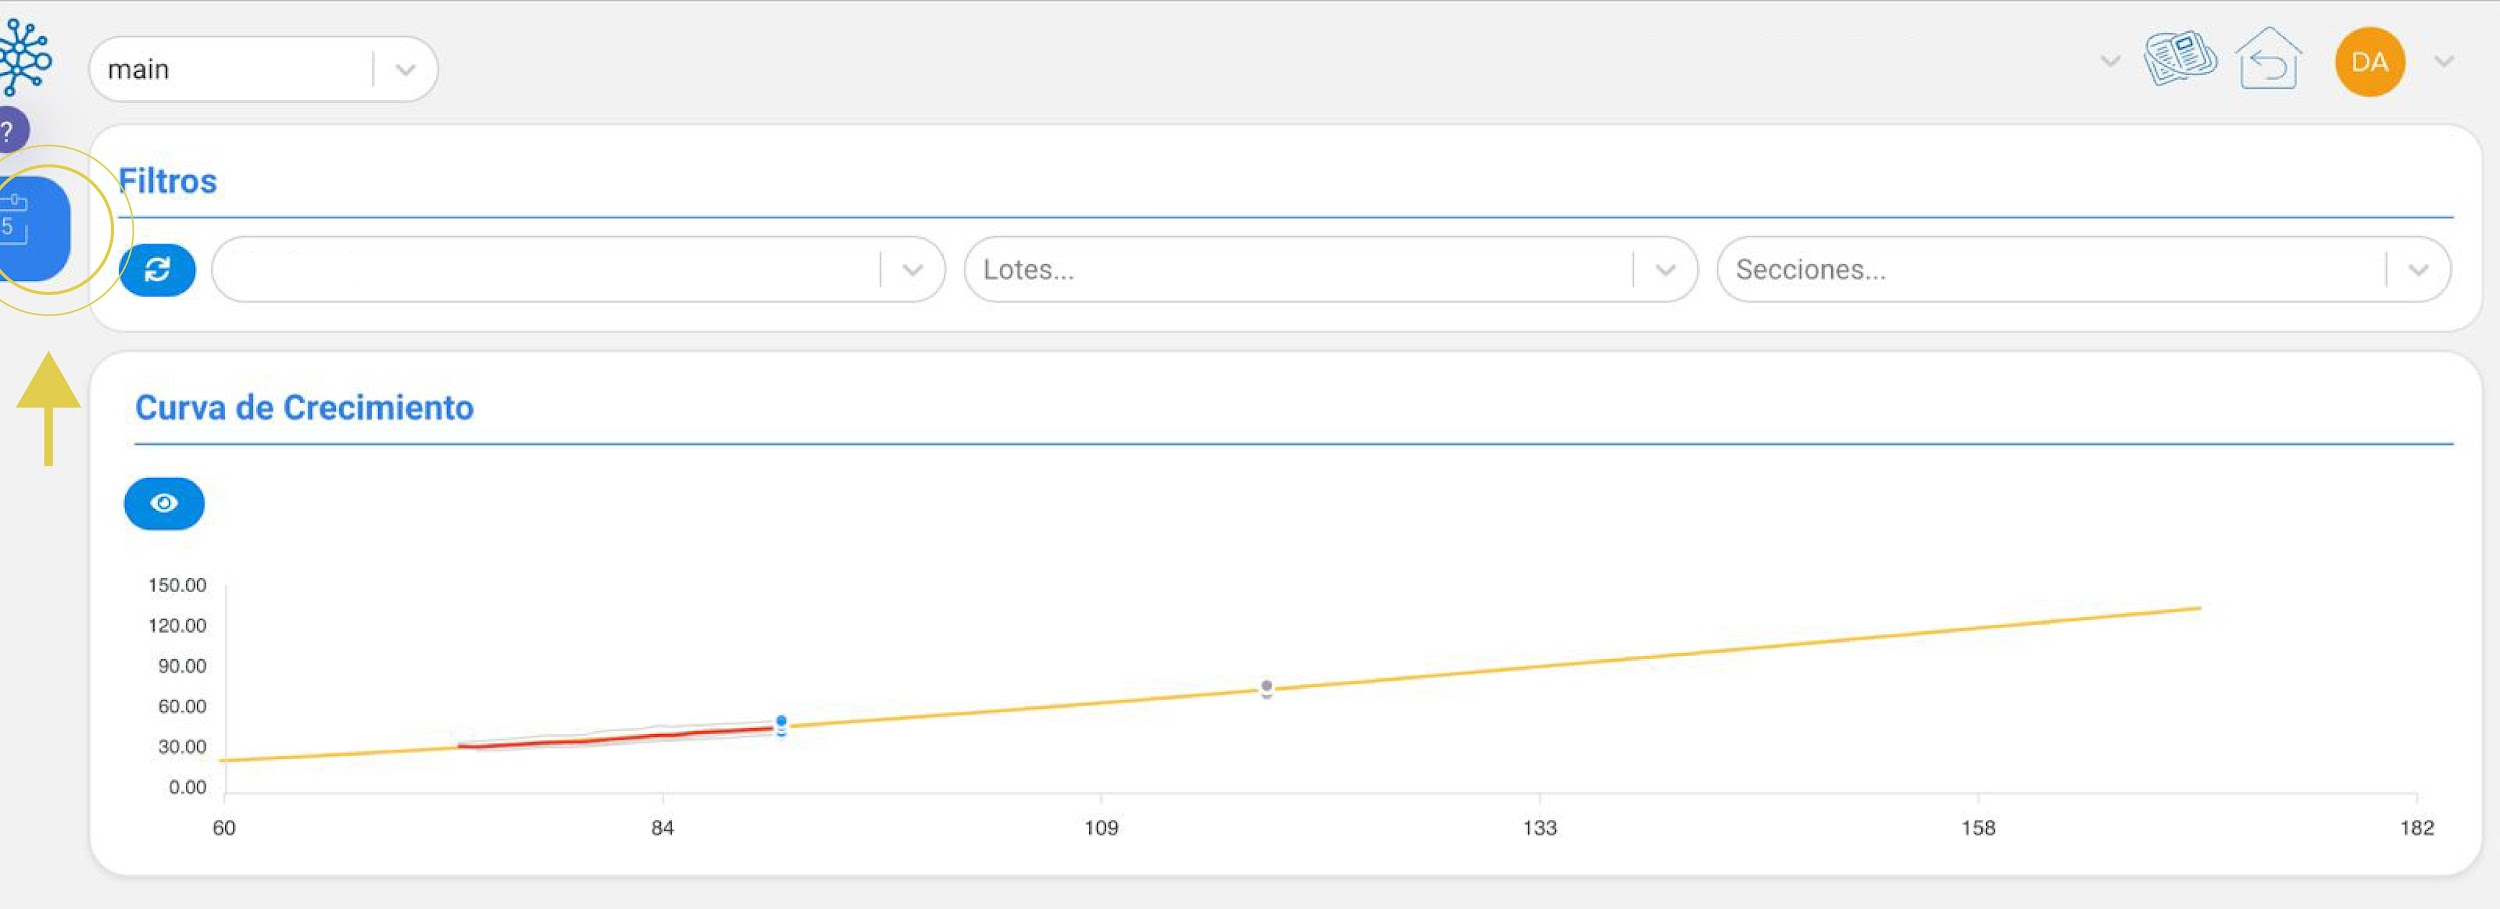 main
DA
?
Filtros
5
Lotes...
Secciones...
Curva de Crecimiento
150.00
120.00
90.00
60.00
30.00
0.00
60
84
109
133
158
182